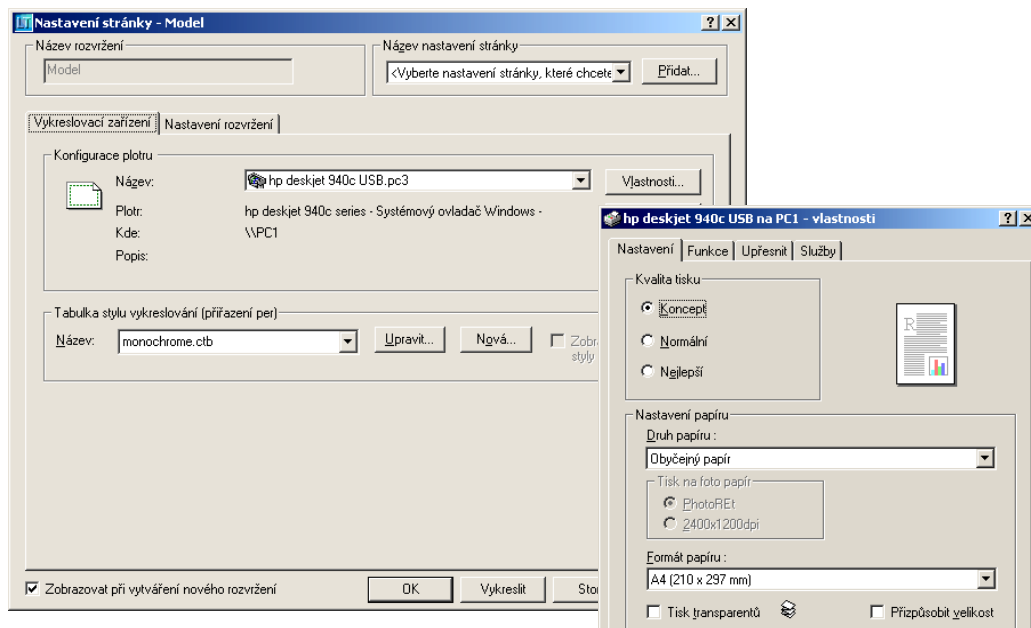 Nastavení stránky - Model
Název rozvržení
Model
Název nastavení stránky
<Vyberte nastavení stránky, které chcete
Přidat...
Vykreslovací zařízení
Nastavení rozvržení
Konfigurace plotru
Název:
hp deskjet 940c USB.pc3
Vlastnosti...
Plotr:
hp deskjet 940c series - Systémový ovladač Windows -
Kde:
\\PC1
Popis:
Tabulka stylu vykreslování (přiřazení per)
Název:
monochrome.ctb
Upravit...
Nová...
styly
Zobrazovat při vytváření nového rozvržení
OK
Vykreslit
hp deskjet 940c USB na PC1 - vlastnosti
Nastavení
Funkce
Upřesnit
Služby
Kvalita tisku
Koncept
Normální
Nejlepší
R
Nastavení papíru
Druh papíru :
Obyčejný papír
Tisk na foto papír
PhotoREt
2400x1200dpi
Formát papíru :
A4 (210 x 297 mm)
Tisk transparentů
Přizpůsobit velikost